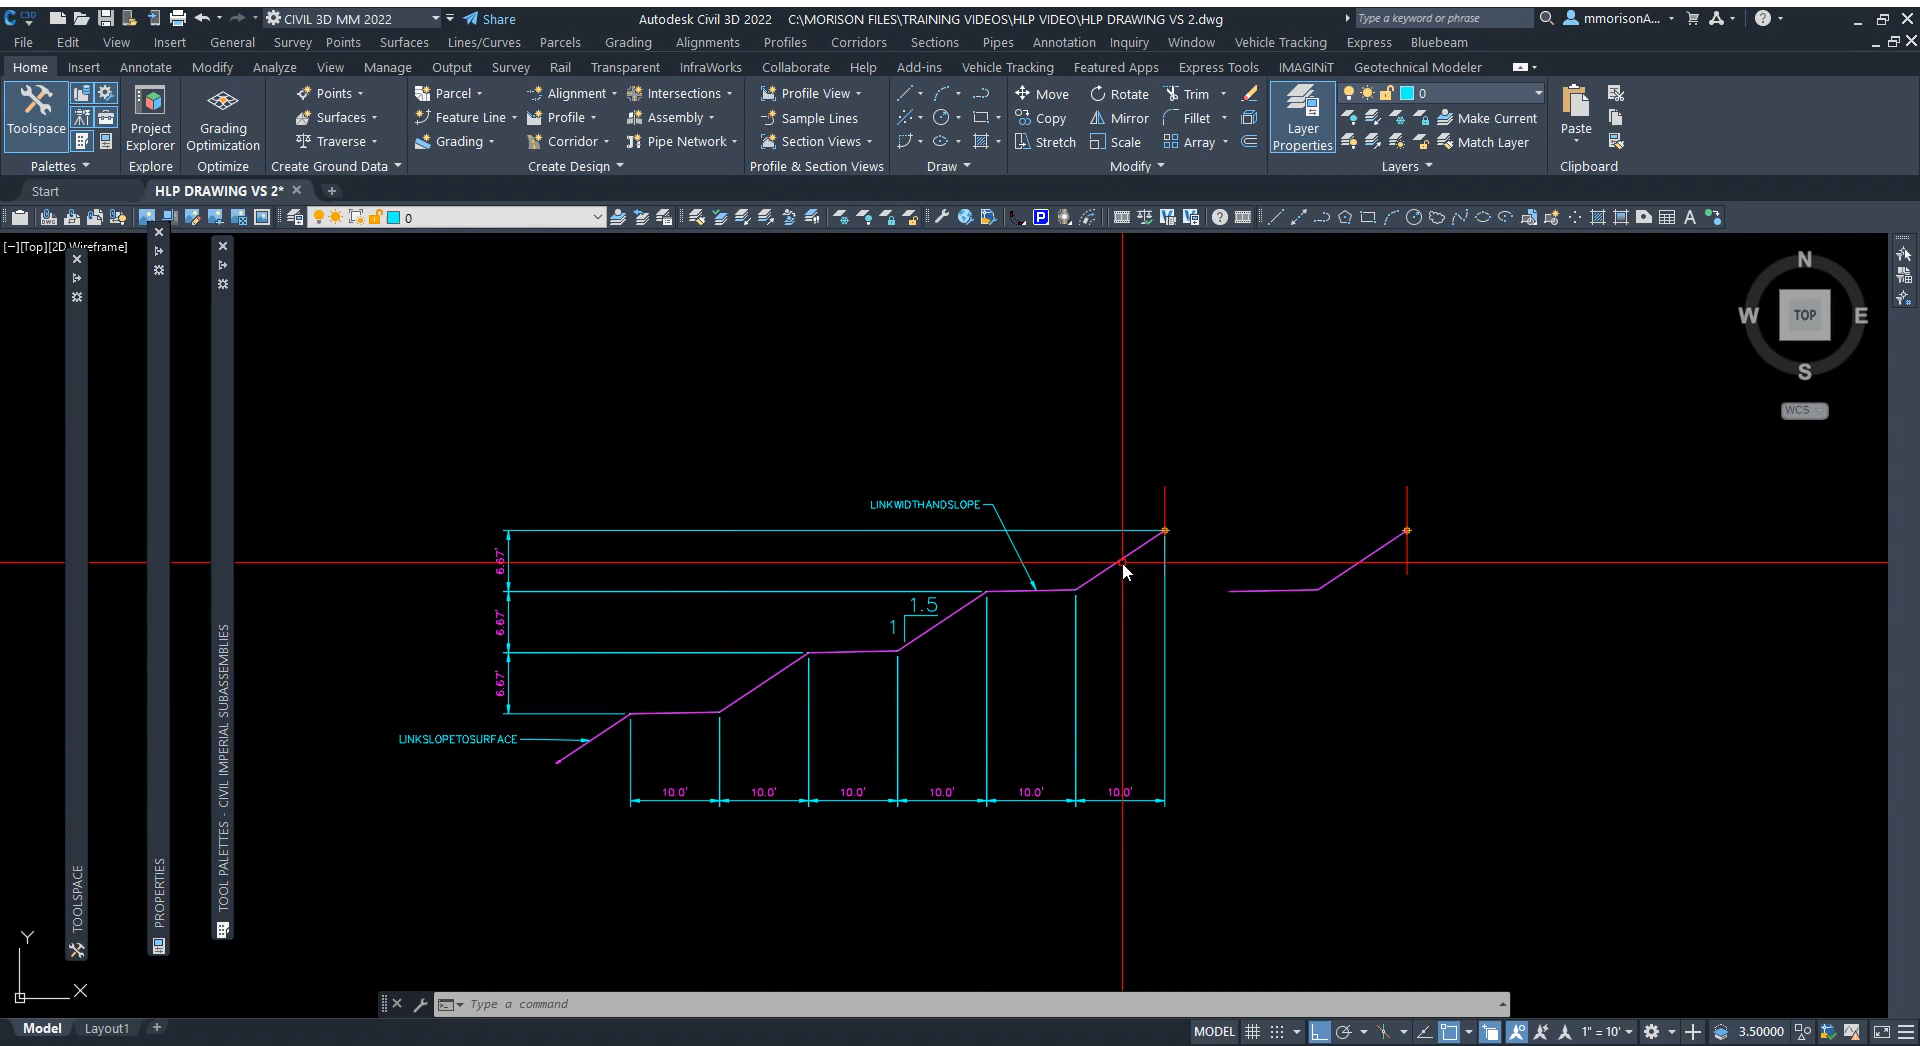 CIVIL 3D MM 2022 Share Autodesk Civil 3D 2022 C:\MORISON FILES\TRAINING VIDEOS\HLP VIDEO\HLP DRAWING VS 2.dwg Type a keyword or phrase mmorisonA...
File Edit View Insert General Survey Points Surfaces Lines/Curves Parcels Grading Alignments Profiles Corridors Sections Pipes Annotation Inquiry Window Vehicle Tracking Express Bluebeam
Home Insert Annotate Modify Analyze View Manage Output Survey Rail Transparent InfraWorks Collaborate Help Add-ins Vehicle Tracking Featured Apps Express Tools IMAGINiT Geotechnical Modeler
Points Parcel Alignment Intersections Profile View Move Rotate Trim 0
Toolspace Project Explorer Grading Optimization Surfaces Feature Line Profile Assembly Sample Lines Copy Mirror Fillet Layer Properties Make Current Paste
Traverse Grading Corridor Pipe Network Section Views Stretch Scale Array Match Layer
Palettes Explore Optimize Create Ground Data Create Design Profile & Section Views Draw Modify Layers Clipboard
Start HLP DRAWING VS 2*
0
[−][Top][2D Wireframe]
N
W TOP E
S
WCS
LINKWIDTHANDSLOPE
6.67'
1.5
1
6.67'
6.67'
LINKSLOPETOSURFACE
10.0' 10.0' 10.0' 10.0' 10.0' 10.0'
TOOLSPACE
PROPERTIES
TOOL PALETTES - CIVIL IMPERIAL SUBASSEMBLIES
Y
X
Type a command
Model Layout1 MODEL 1" = 10' 3.50000